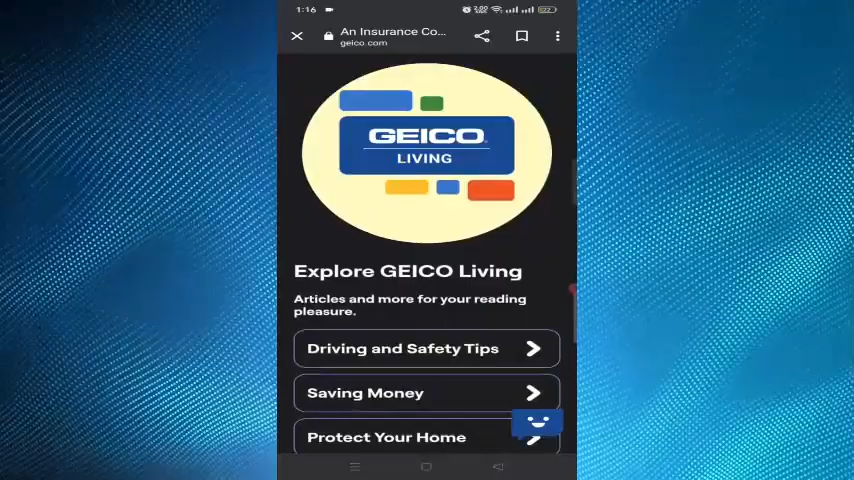 1:16
An Insurance Co...
geico.com
GEICO
LIVING
Explore GEICO Living
Articles and more for your reading
pleasure.
Driving and Safety Tips
Saving Money
Protect Your Home